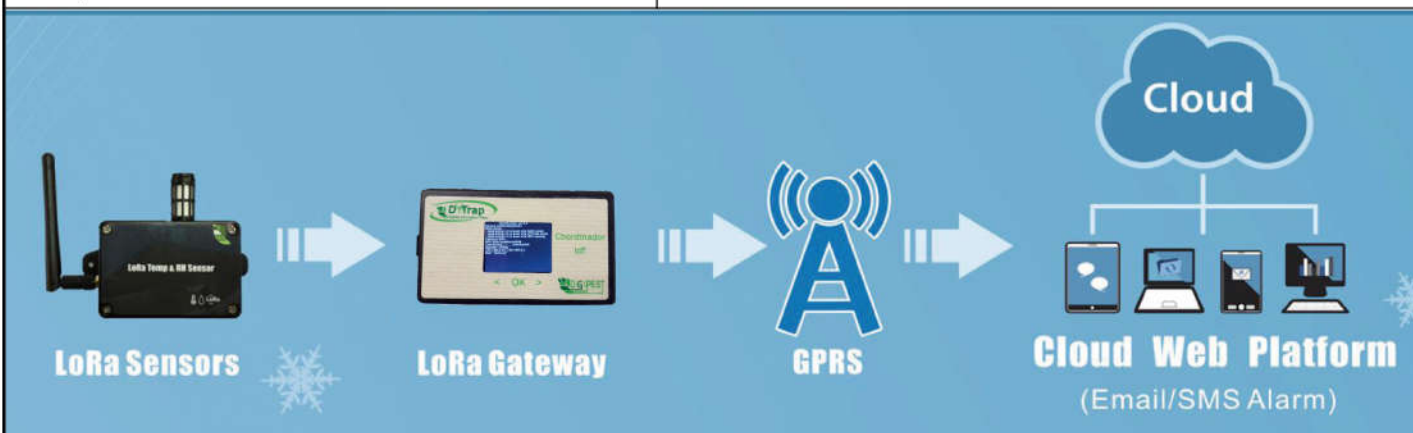 Cloud
LoRa Temp & RH Sensor
D Trap
Coordinador
IoT
< OK >
PEST
LoRa Sensors
LoRa Gateway
GPRS
Cloud Web Platform
(Email/SMS Alarm)